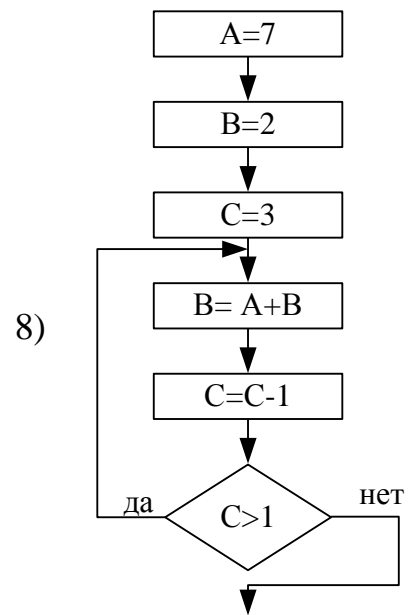 A=7
B=2
C=3
8)
B= A+B
C=C-1
да
C>1
нет